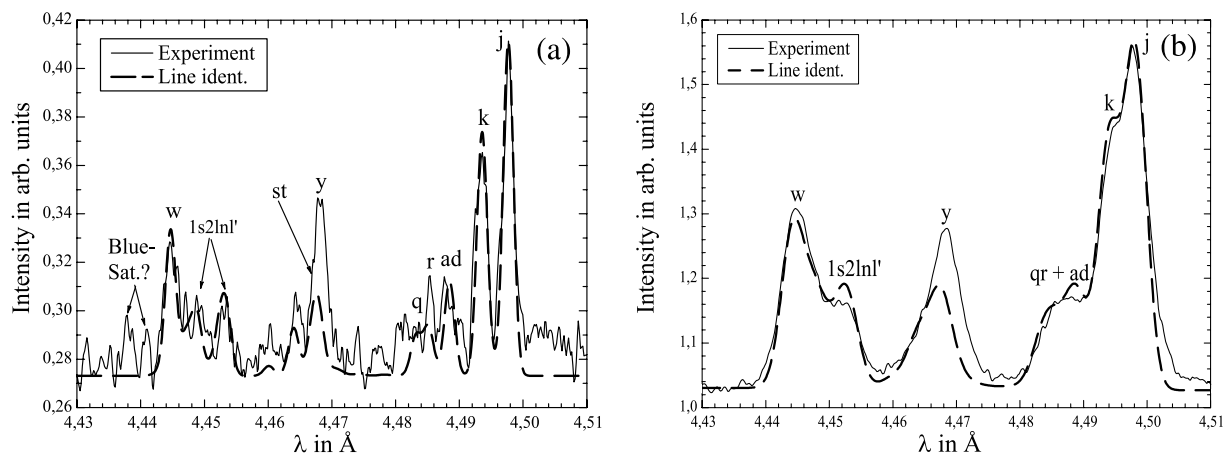 0,42
0,40
0,38
0,36
0,34
0,32
0,30
0,28
0,26
Intensity in arb. units
Experiment
Line ident.
(a)
j
k
w
1s2lnl'
Blue-
Sat.?
st
y
q
r
ad
4,43
4,44
4,45
4,46
4,47
4,48
4,49
4,50
4,51
λ in Å
1,6
1,5
1,4
1,3
1,2
1,1
1,0
Intensity in arb. units
Experiment
Line ident.
(b)
j
k
w
1s2lnl'
y
qr + ad
4,43
4,44
4,45
4,46
4,47
4,48
4,49
4,50
4,51
λ in Å